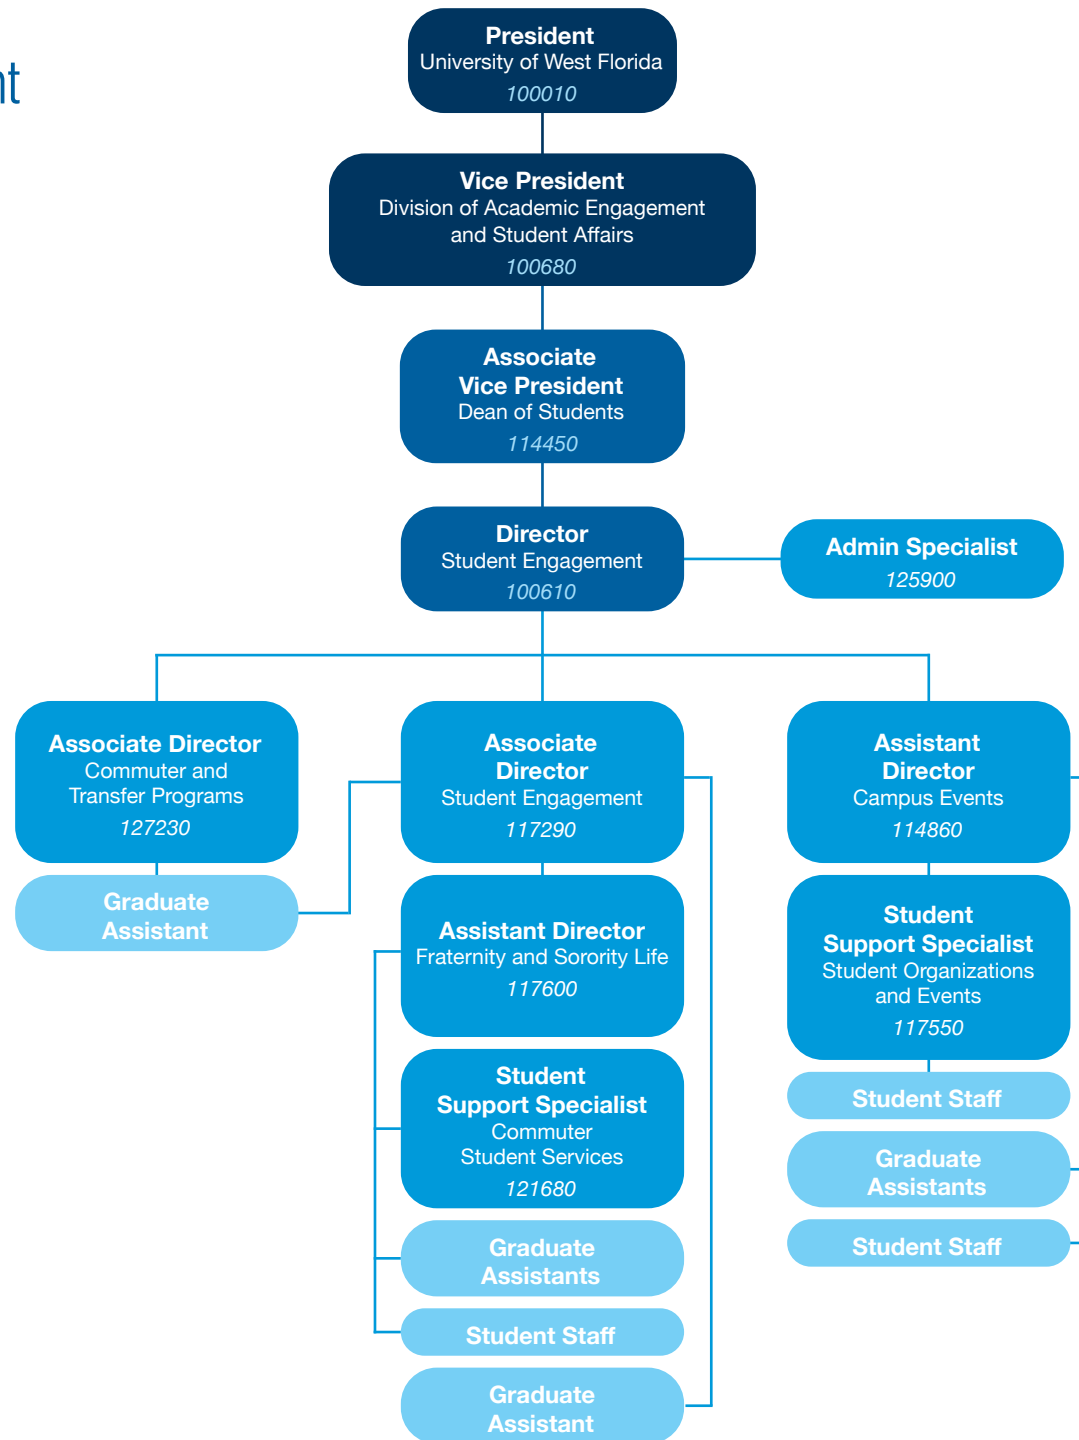 nt
President
University of West Florida
100010
Vice President
Division of Academic Engagement
and Student Affairs
100680
Associate
Vice President
Dean of Students
114450
Director
Student Engagement
100610
Admin Specialist
125900
Associate Director
Commuter and
Transfer Programs
127230
Graduate
Assistant
Associate
Director
Student Engagement
117290
Assistant Director
Fraternity and Sorority Life
117600
Student
Support Specialist
Commuter
Student Services
121680
Graduate
Assistants
Student Staff
Graduate
Assistant
Assistant
Director
Campus Events
114860
Student
Support Specialist
Student Organizations
and Events
117550
Student Staff
Graduate
Assistants
Student Staff